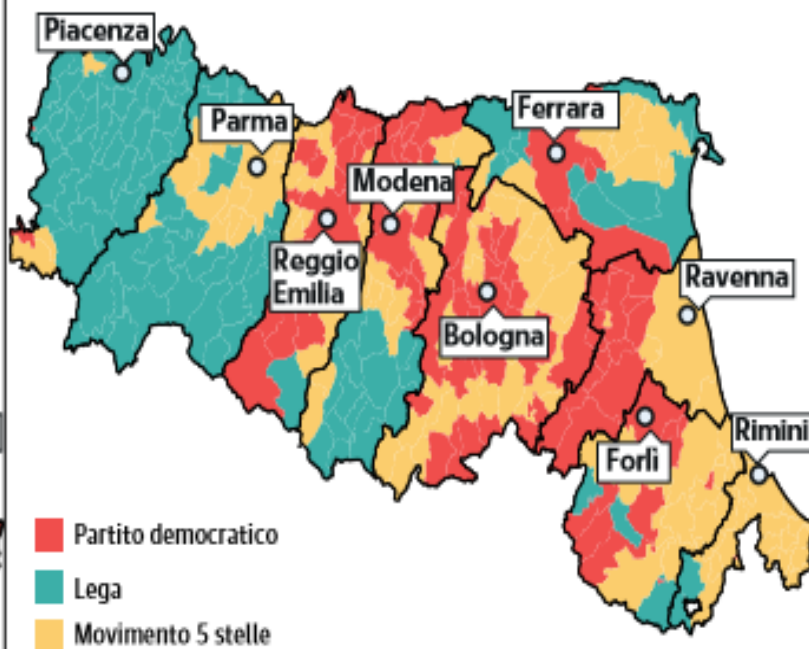 Piacenza
Parma
Ferrara
Modena
Reggio
Emilia
Ravenna
Bologna
Rimini
Forlì
Partito democratico
Lega
Movimento 5 stelle